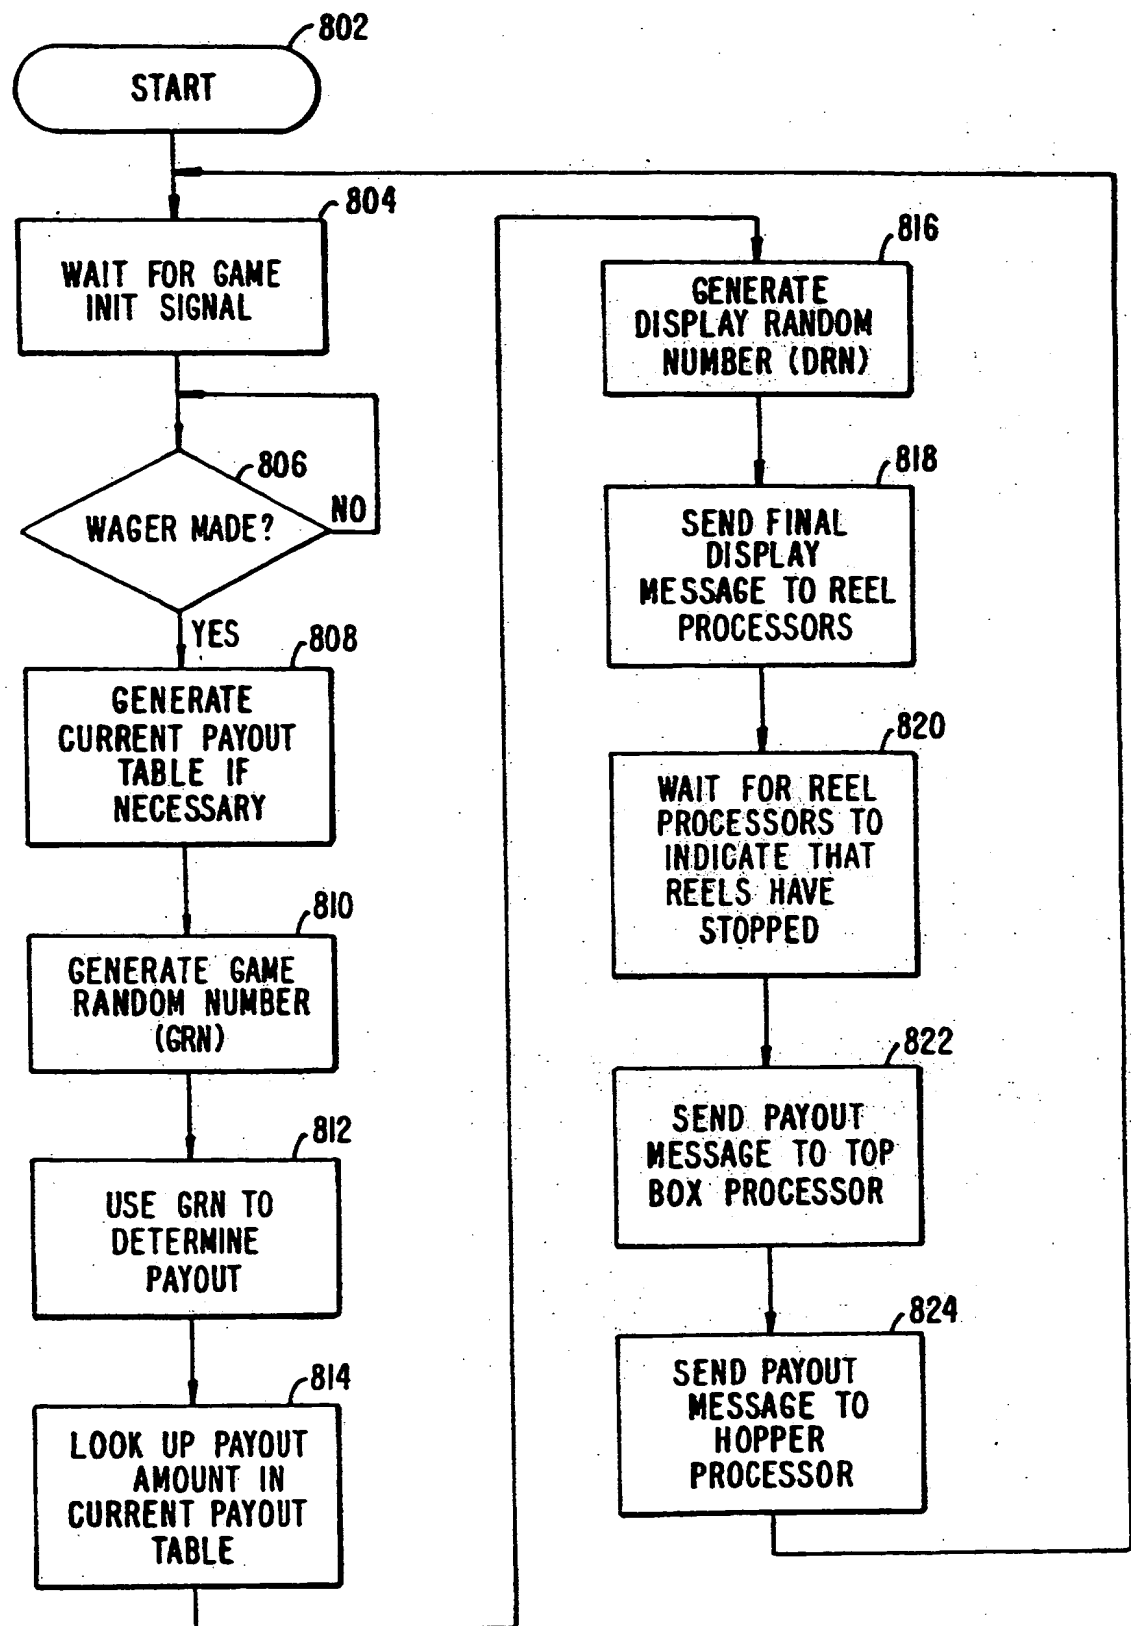 802
START
804
WAIT FOR GAME
INIT SIGNAL
806
WAGER MADE?
NO
YES
808
GENERATE
CURRENT PAYOUT
TABLE IF
NECESSARY
810
GENERATE GAME
RANDOM NUMBER
(GRN)
812
USE GRN TO
DETERMINE
PAYOUT
814
LOOK UP PAYOUT
AMOUNT IN
CURRENT PAYOUT
TABLE
816
GENERATE
DISPLAY RANDOM
NUMBER (DRN)
818
SEND FINAL
DISPLAY
MESSAGE TO REEL
PROCESSORS
820
WAIT FOR REEL
PROCESSORS TO
INDICATE THAT
REELS HAVE
STOPPED
822
SEND PAYOUT
MESSAGE TO TOP
BOX PROCESSOR
824
SEND PAYOUT
MESSAGE TO
HOPPER
PROCESSOR